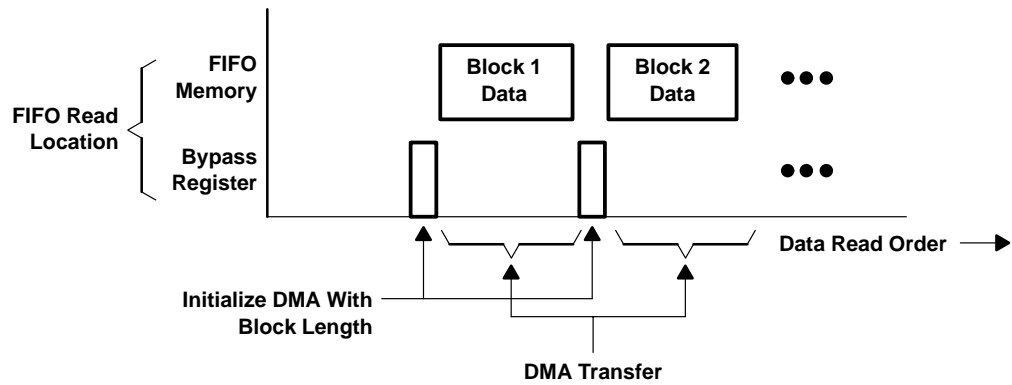 FIFO Read
Location
FIFO
Memory
Bypass
Register
Block 1
Data
Block 2
Data
Data Read Order
Initialize DMA With
Block Length
DMA Transfer